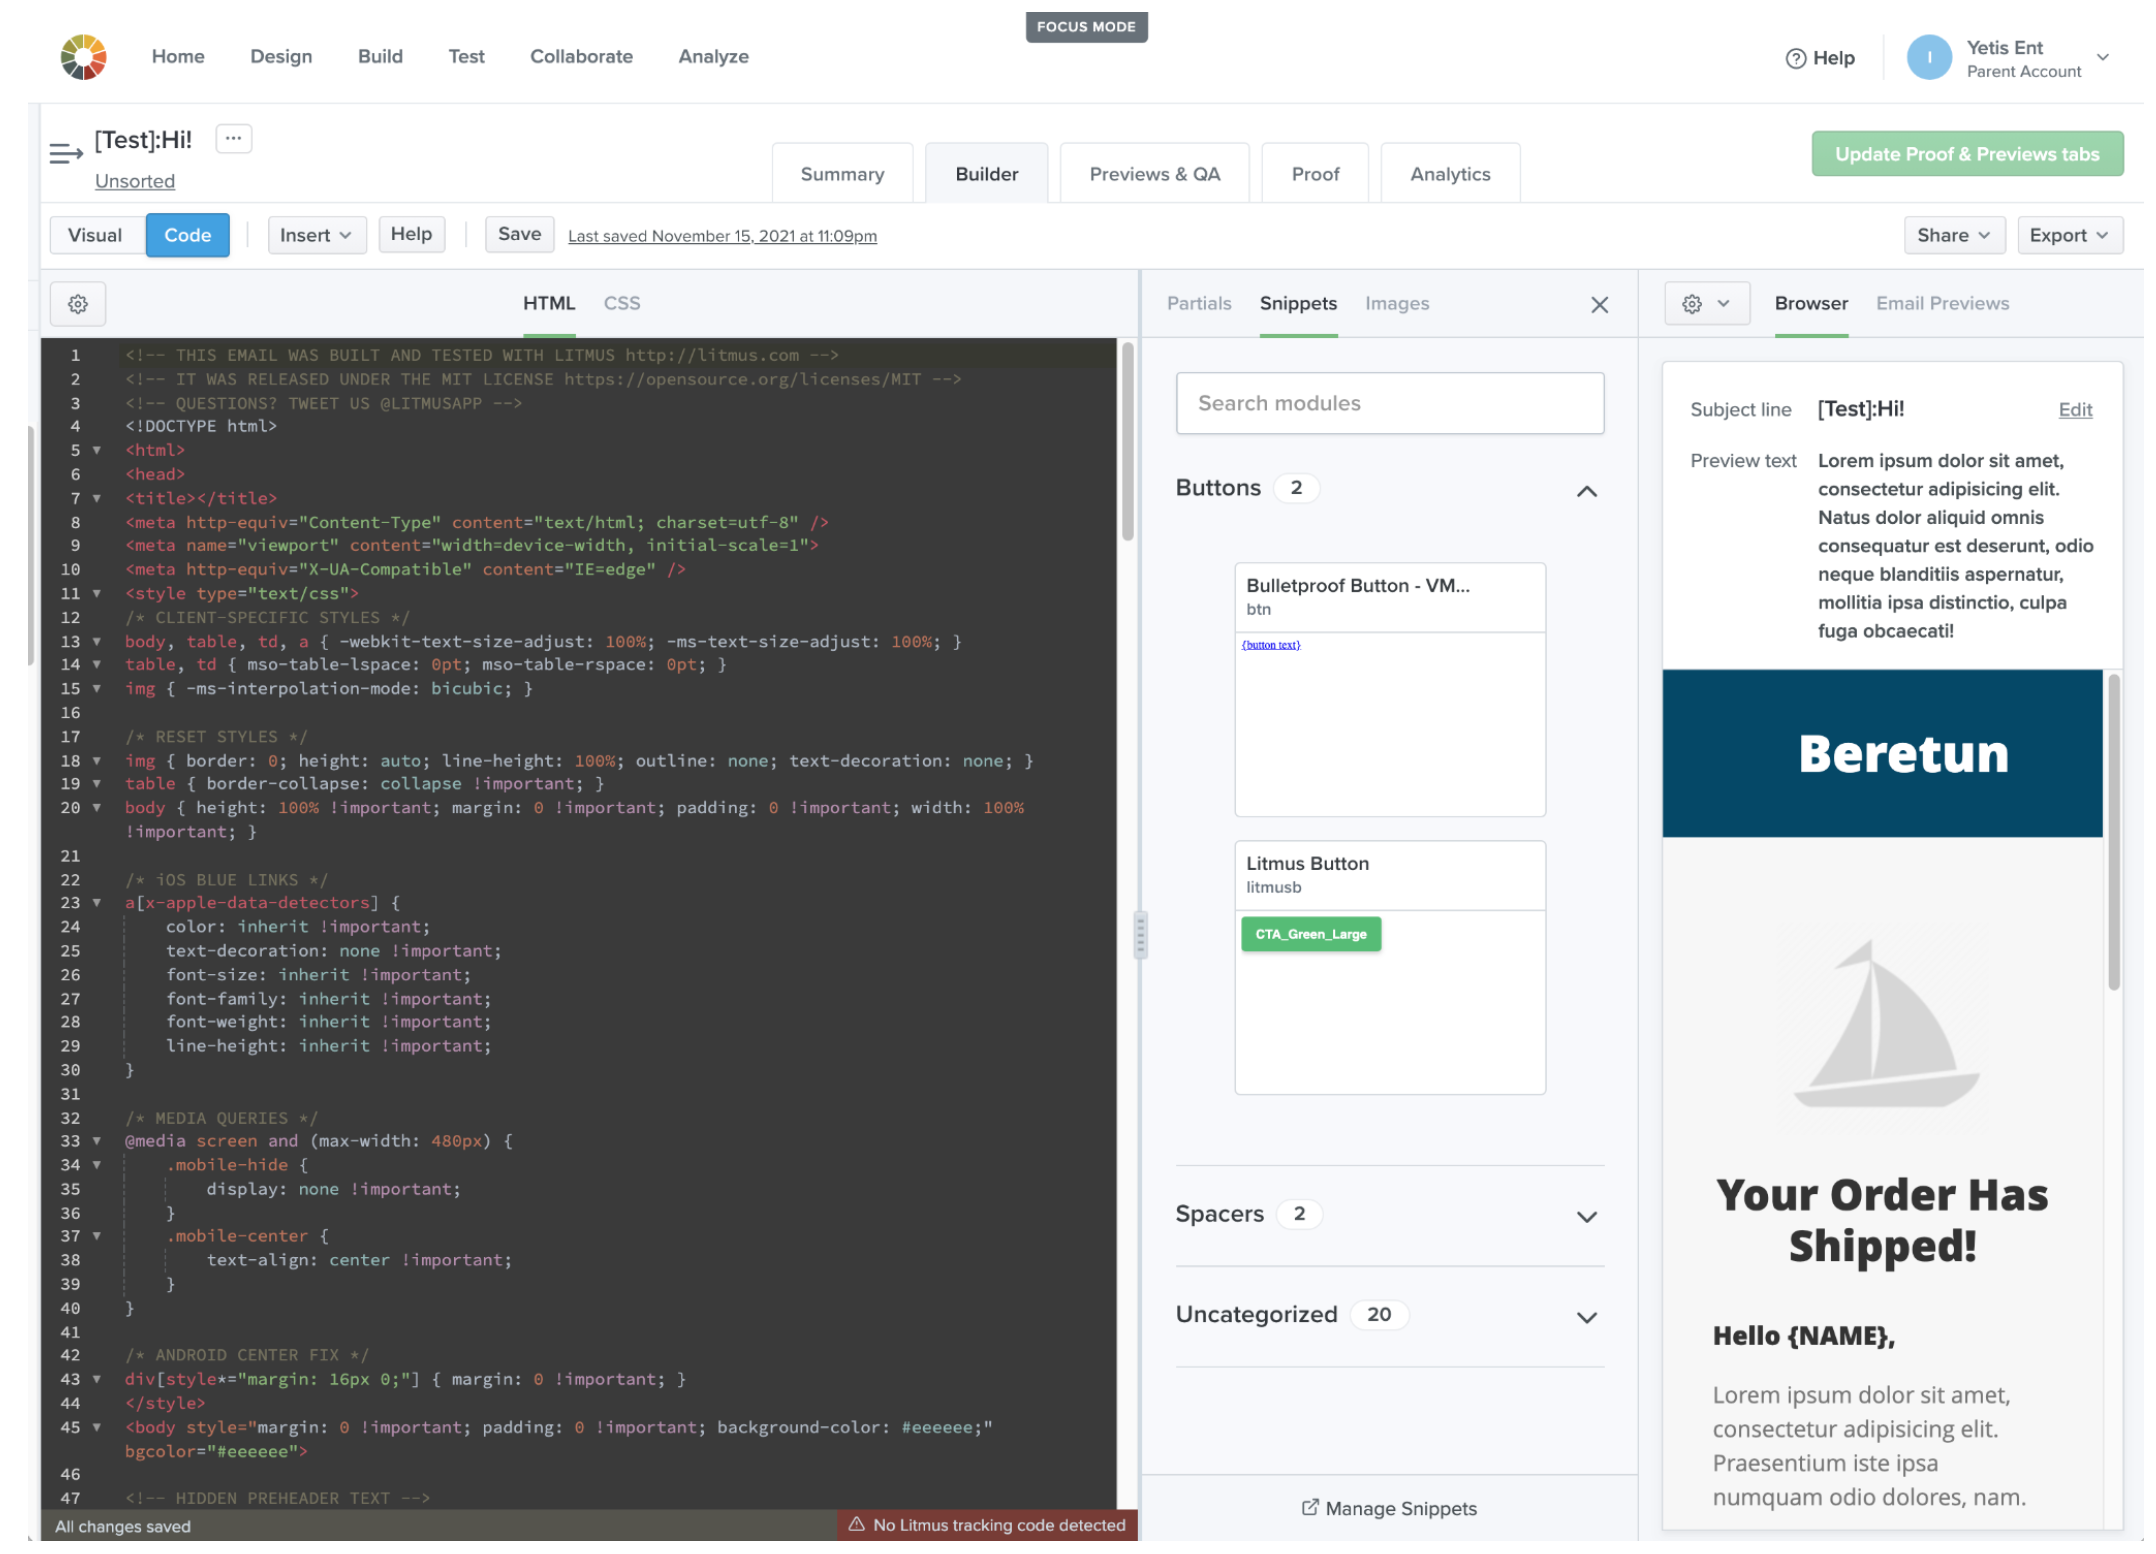 FOCUS MODE
Home Design Build Test Collaborate Analyze
Help
I
Yetis Ent
Parent Account
[Test]:Hi!
...
Unsorted
Summary Builder Previews & QA Proof Analytics
Update Proof & Previews tabs
Visual Code Insert Help Save Last saved November 15, 2021 at 11:09pm
Share Export
HTML CSS
1 <!-- THIS EMAIL WAS BUILT AND TESTED WITH LITMUS http://litmus.com -->
2 <!-- IT WAS RELEASED UNDER THE MIT LICENSE https://opensource.org/licenses/MIT -->
3 <!-- QUESTIONS? TWEET US @LITMUSAPP -->
4 <!DOCTYPE html>
5 <html>
6 <head>
7 <title></title>
8 <meta http-equiv="Content-Type" content="text/html; charset=utf-8" />
9 <meta name="viewport" content="width=device-width, initial-scale=1">
10 <meta http-equiv="X-UA-Compatible" content="IE=edge" />
11 <style type="text/css">
12 /* CLIENT-SPECIFIC STYLES */
13 body, table, td, a { -webkit-text-size-adjust: 100%; -ms-text-size-adjust: 100%; }
14 table, td { mso-table-lspace: 0pt; mso-table-rspace: 0pt; }
15 img { -ms-interpolation-mode: bicubic; }
16
17 /* RESET STYLES */
18 img { border: 0; height: auto; line-height: 100%; outline: none; text-decoration: none; }
19 table { border-collapse: collapse !important; }
20 body { height: 100% !important; margin: 0 !important; padding: 0 !important; width: 100%
!important; }
21
22 /* iOS BLUE LINKS */
23 a[x-apple-data-detectors] {
24 color: inherit !important;
25 text-decoration: none !important;
26 font-size: inherit !important;
27 font-family: inherit !important;
28 font-weight: inherit !important;
29 line-height: inherit !important;
30 }
31
32 /* MEDIA QUERIES */
33 @media screen and (max-width: 480px) {
34 .mobile-hide {
35 display: none !important;
36 }
37 .mobile-center {
38 text-align: center !important;
39 }
40 }
41
42 /* ANDROID CENTER FIX */
43 div[style*="margin: 16px 0;"] { margin: 0 !important; }
44 </style>
45 <body style="margin: 0 !important; padding: 0 !important; background-color: #eeeeee;"
bgcolor="#eeeeee">
46
47 <!-- HIDDEN PREHEADER TEXT -->
All changes saved
No Litmus tracking code detected
Partials Snippets Images
Search modules
Buttons 2
Bulletproof Button - VM...
btn
{button text}
Litmus Button
litmusb
CTA_Green_Large
Spacers 2
Uncategorized 20
Manage Snippets
Browser Email Previews
Subject line [Test]:Hi! Edit
Preview text Lorem ipsum dolor sit amet,
consectetur adipisicing elit.
Natus dolor aliquid omnis
consequatur est deserunt, odio
neque blanditiis aspernatur,
mollitia ipsa distinctio, culpa
fuga obcaecati!
Beretun
Your Order Has
Shipped!
Hello {NAME},
Lorem ipsum dolor sit amet,
consectetur adipisicing elit.
Praesentium iste ipsa
numquam odio dolores, nam.